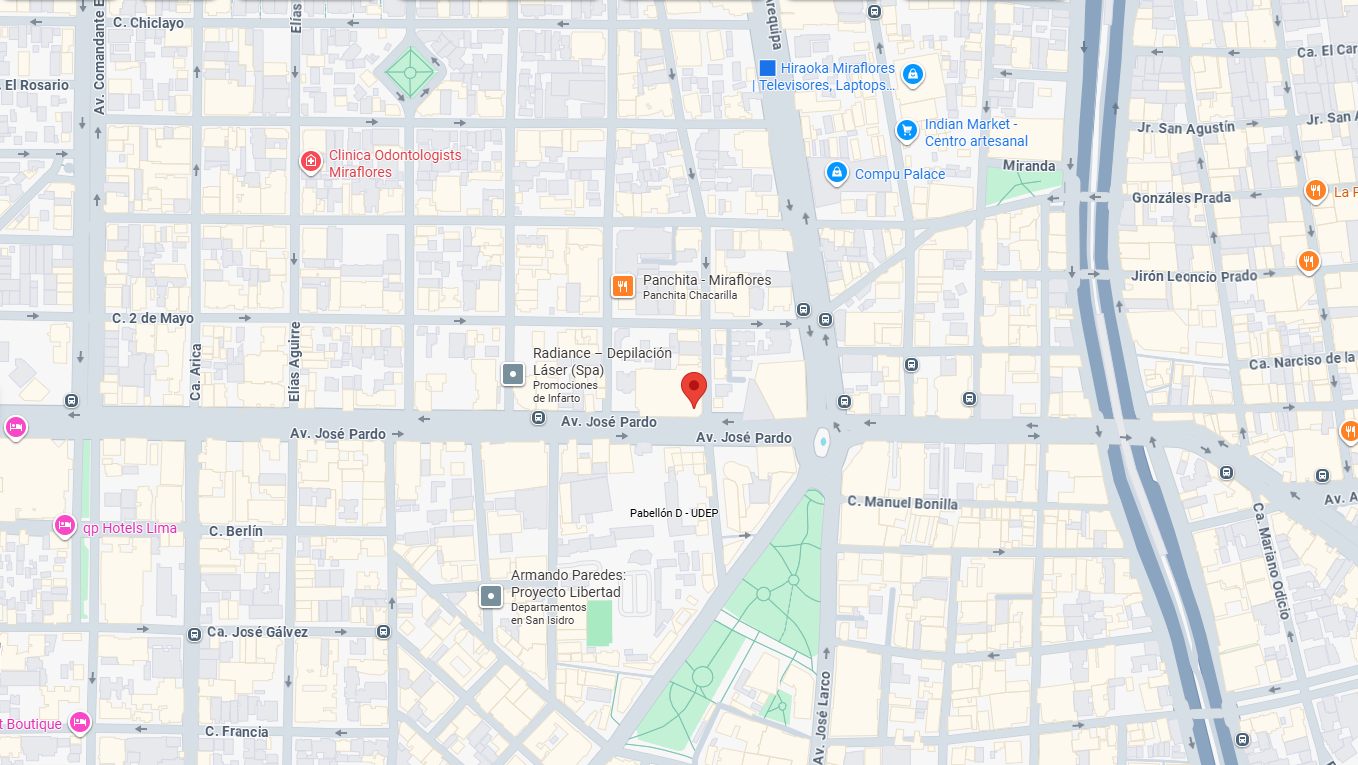 C. Chiclayo
Elías
Av. Comandante E
. El Rosario
requipa
Hiraoka Miraflores
| Televisores, Laptops...
Ca. El Car
Indian Market -
Centro artesanal
Jr. San Agustín
Jr. San A
Clinica Odontologists
Miraflores
Compu Palace
Miranda
Gonzáles Prada
La P
Panchita - Miraflores
Panchita Chacarilla
Jirón Leoncio Prado
C. 2 de Mayo
Ca. Arica
Elías Aguirre
Radiance – Depilación
Láser (Spa)
Promociones
de Infarto
Ca. Narciso de la
Av. José Pardo
Av. José Pardo
Av. José Pardo
C. Manuel Bonilla
Av. A
Pabellón D - UDEP
qp Hotels Lima
C. Berlín
Ca. Mariano Odicio
Armando Paredes:
Proyecto Libertad
Departamentos
en San Isidro
Ca. José Gálvez
Av. José Larco
t Boutique
C. Francia